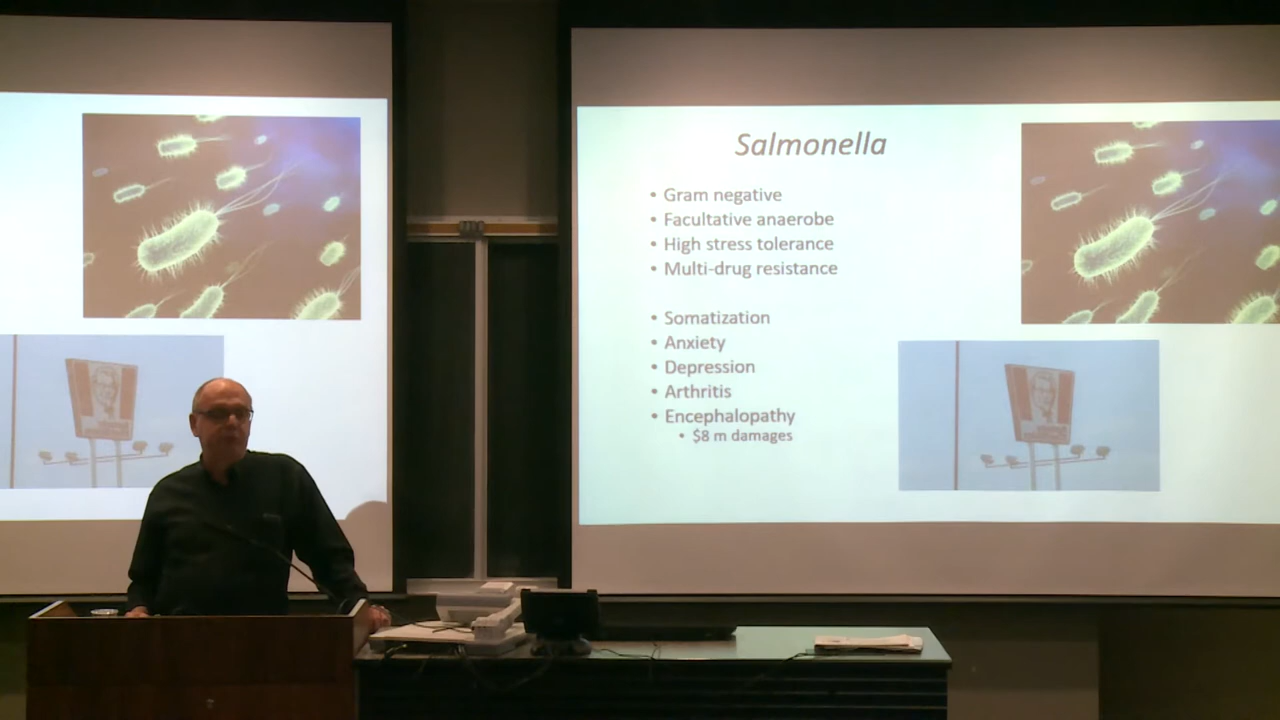 Salmonella
• Gram negative
• Facultative anaerobe
• High stress tolerance
• Multi-drug resistance
• Somatization
• Anxiety
• Depression
• Arthritis
• Encephalopathy
• $8 m damages